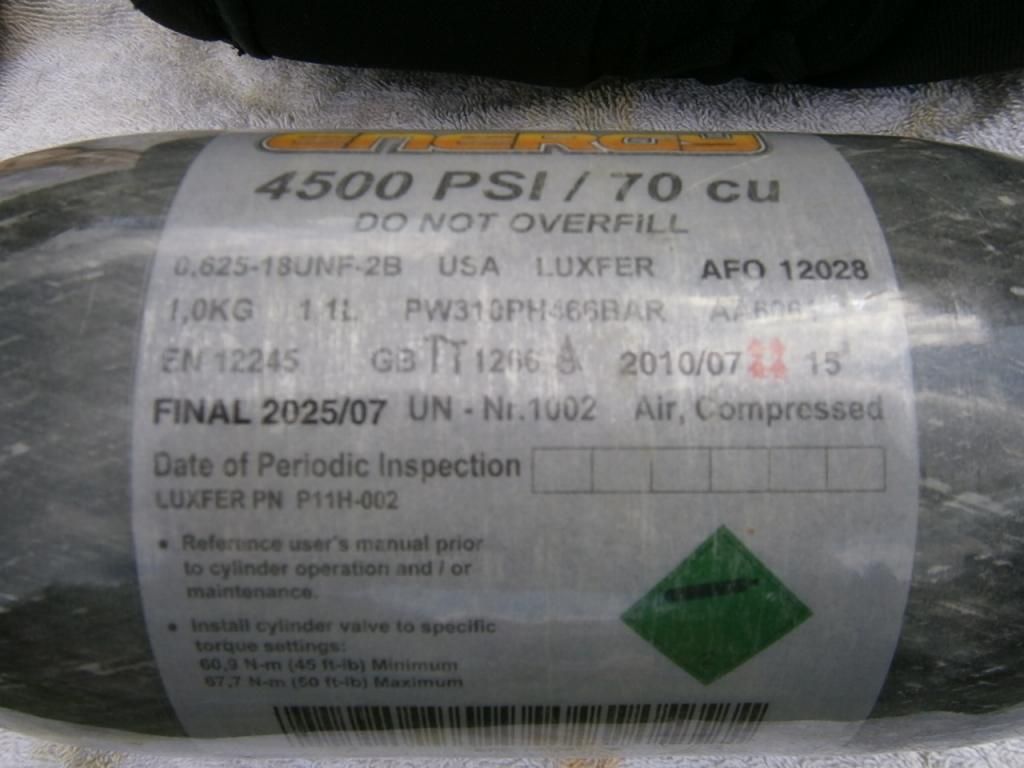 ENERGY
4500 PSI / 70 cu
DO NOT OVERFILL
0.625-18UNF-2B USA LUXFER AFO 12028
1,0KG 1.1L PW310PH466BAR
EN 12245 GB TT 1266 2010/07 15
FINAL 2025/07 UN - Nr.1002 Air, Compressed
Date of Periodic Inspection
LUXFER PN P11H-002
• Reference user's manual prior
to cylinder operation and / or
maintenance.
• Install cylinder valve to specific
torque settings:
60,9 N-m (45 ft-lb) Minimum
67,7 N-m (50 ft-lb) Maximum